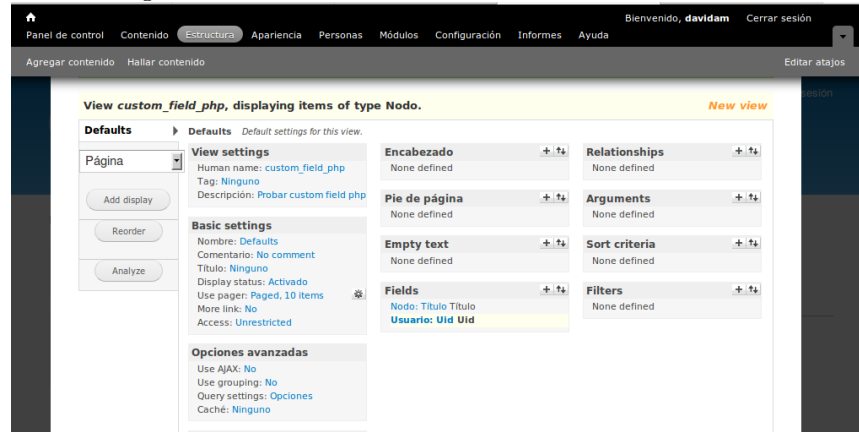 Bienvenido, davidam Cerrar sesión
Panel de control Contenido Estructura Apariencia Personas Módulos Configuración Informes Ayuda
Agregar contenido Hallar contenido Editar atajos
sesión
View custom_field_php, displaying items of type Nodo. New view
Defaults
Página
Add display
Reorder
Analyze
Defaults Default settings for this view.
View settings
Human name: custom_field_php
Tag: Ninguno
Descripción: Probar custom field php
Basic settings
Nombre: Defaults
Comentario: No comment
Título: Ninguno
Display status: Activado
Use pager: Paged, 10 items
More link: No
Access: Unrestricted
Opciones avanzadas
Use AJAX: No
Use grouping: No
Query settings: Opciones
Caché: Ninguno
Encabezado
None defined
Pie de página
None defined
Empty text
None defined
Fields
Nodo: Título Título
Usuario: Uid Uid
Relationships
None defined
Arguments
None defined
Sort criteria
None defined
Filters
None defined